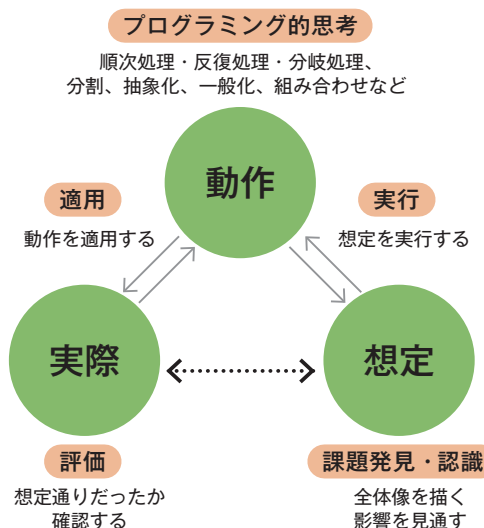 プログラミング的思考
順次処理・反復処理・分岐処理、
分割、抽象化、一般化、組み合わせなど
動作
適用
動作を適用する
実行
想定を実行する
実際
想定
評価
想定通りだったか
確認する
課題発見・認識
全体像を描く
影響を見通す